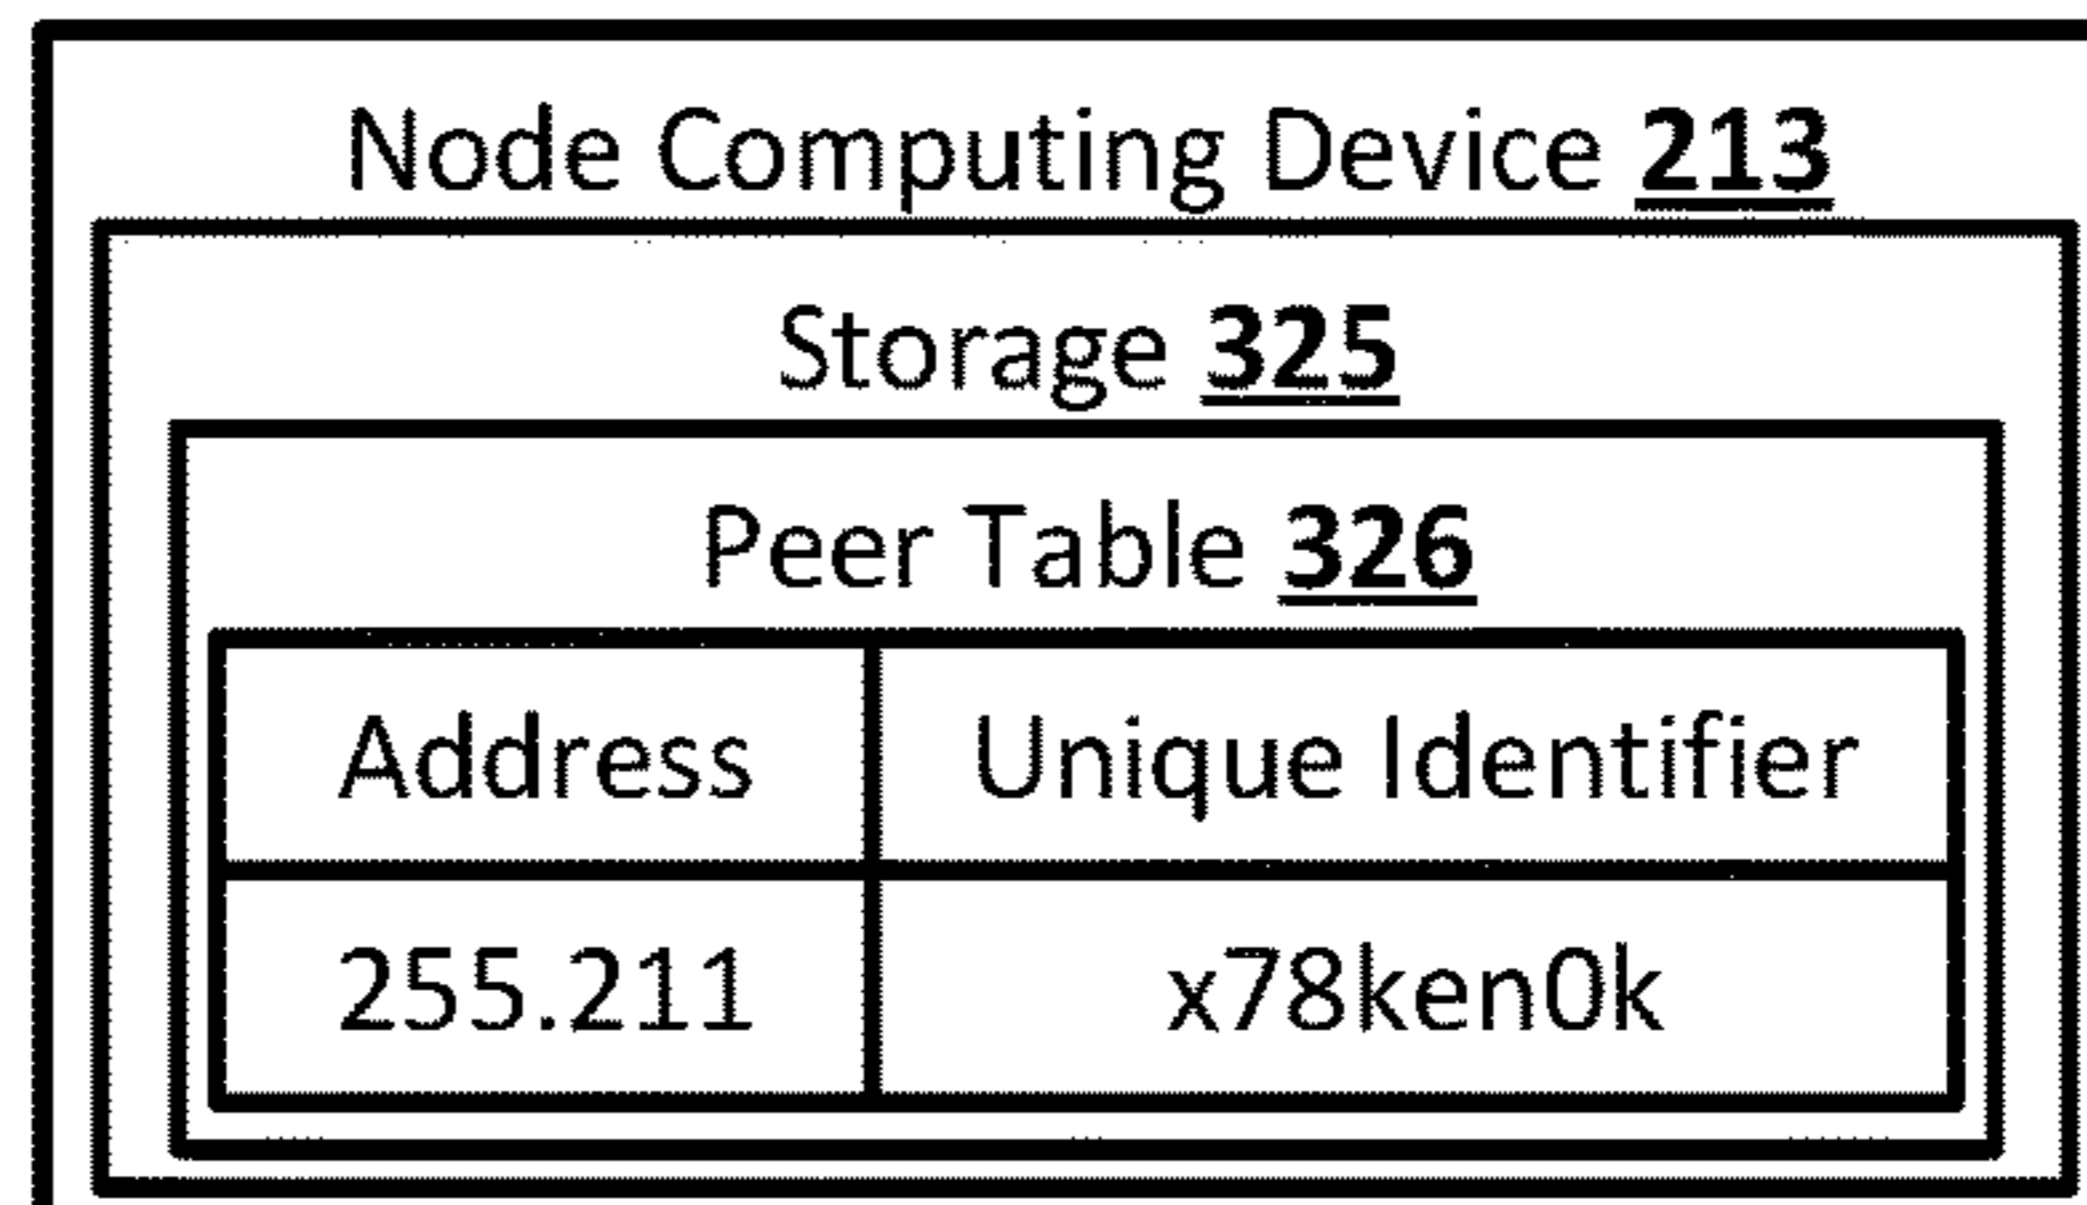 Node Computing Device 213
Storage 325
Peer Table 326
Address Unique Identifier
255.211 x78ken0k